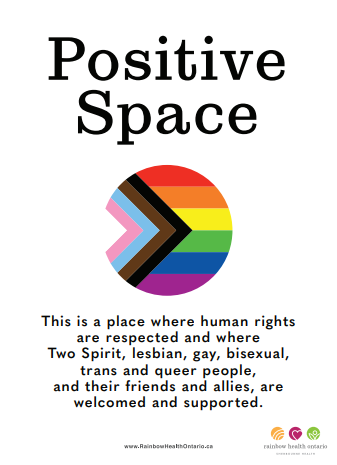 Positive
Space
This is a place where human rights
are respected and where
Two Spirit, lesbian, gay, bisexual,
trans and queer people,
and their friends and allies, are
welcomed and supported.
www.RainbowHealthOntario.ca
rainbow health ontario